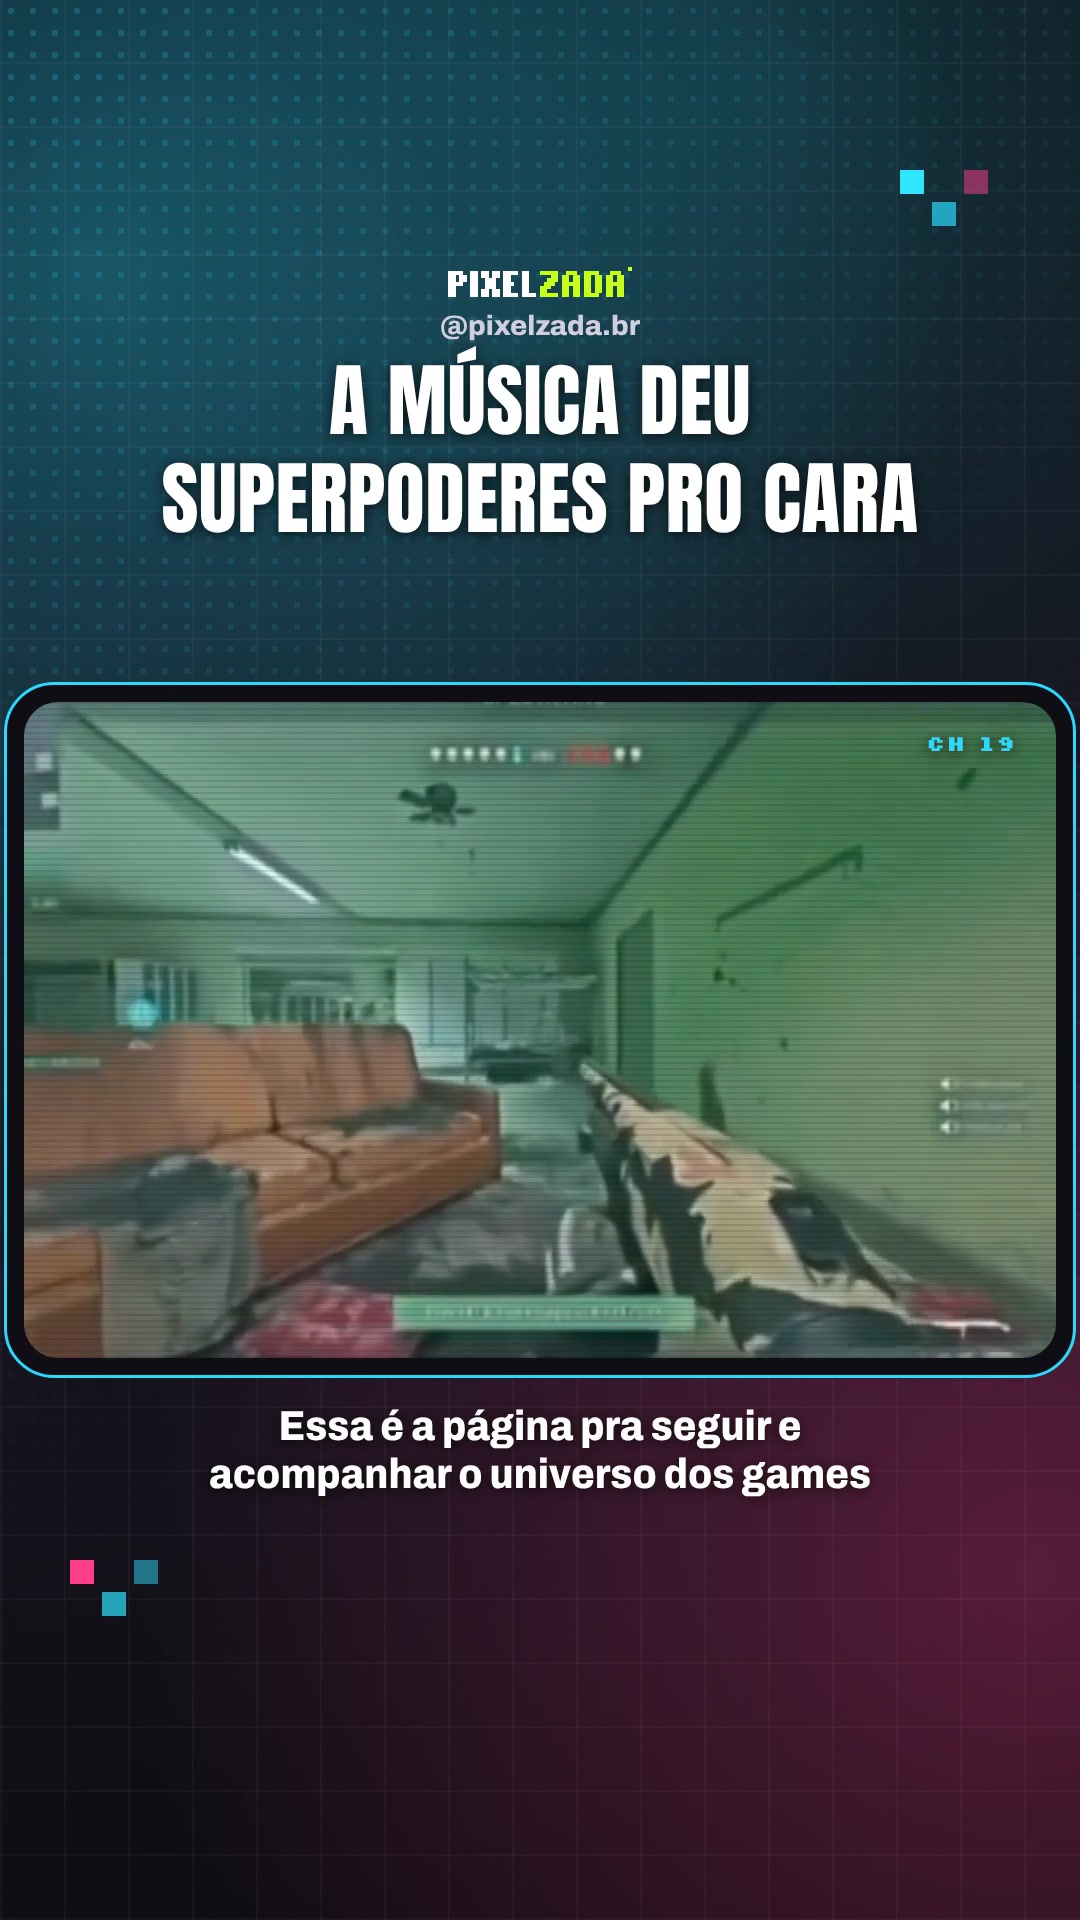 PIXELZADA
@pixelzada.br
A MÚSICA DEU
SUPERPODERES PRO CARA
CH 19
Essa é a página pra seguir e
acompanhar o universo dos games